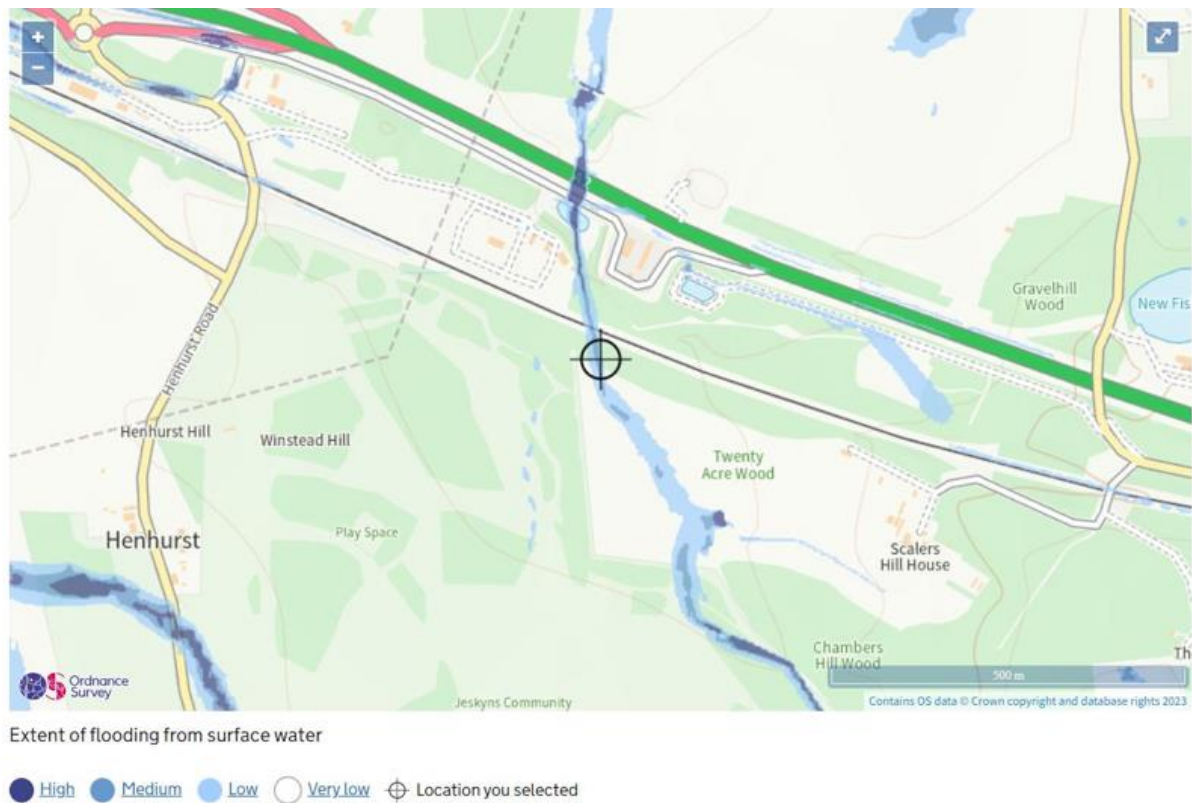 +
−
Gravelhill
Wood
New Fis
Henhurst Road
Henhurst Hill
Winstead Hill
Twenty
Acre Wood
Henhurst
Play Space
Scalers
Hill House
Chambers
Hill Wood
Th
500 m
Ordnance
Survey
Jeskyns Community
Contains OS data © Crown copyright and database rights 2023
Extent of flooding from surface water
High Medium Low Very low Location you selected